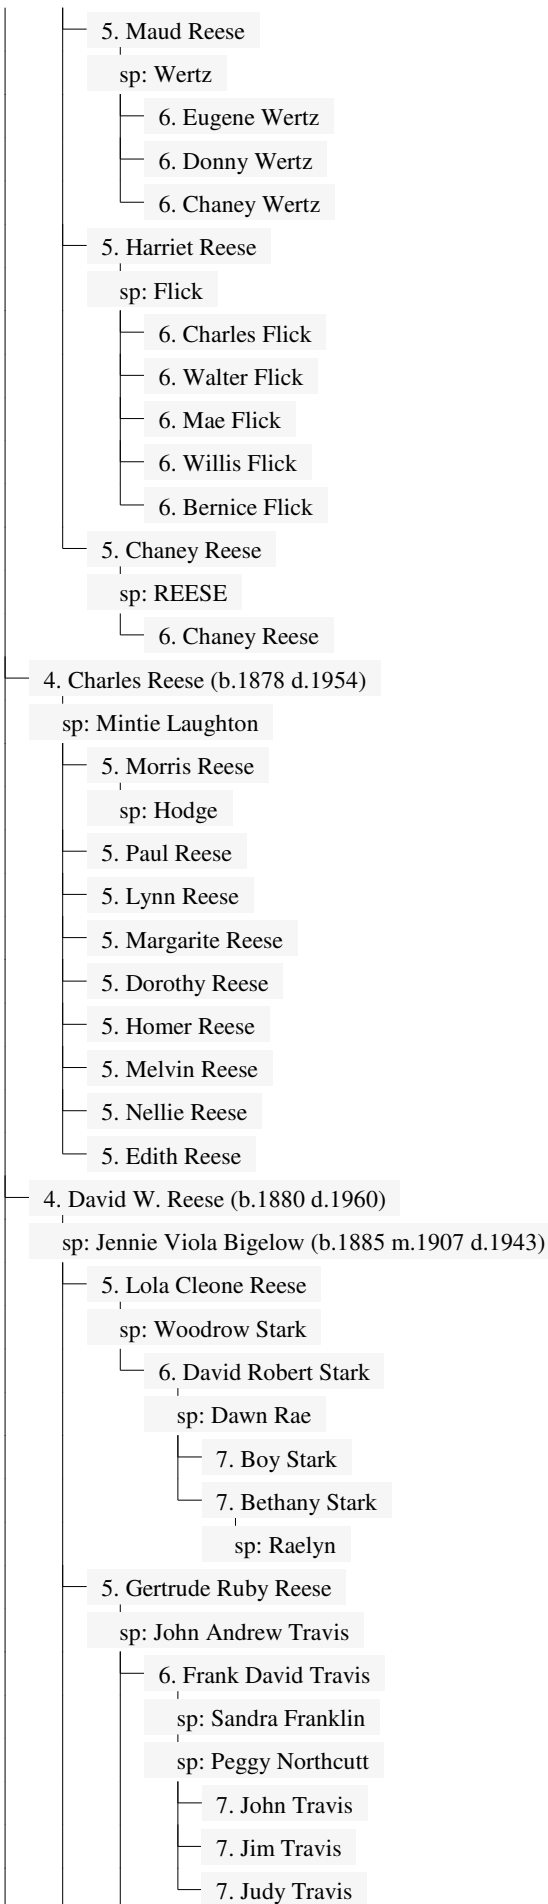 5. Maud Reese
sp: Wertz
6. Eugene Wertz
6. Donny Wertz
6. Chaney Wertz
5. Harriet Reese
sp: Flick
6. Charles Flick
6. Walter Flick
6. Mae Flick
6. Willis Flick
6. Bernice Flick
5. Chaney Reese
sp: REESE
6. Chaney Reese
4. Charles Reese (b.1878 d.1954)
sp: Mintie Laughton
5. Morris Reese
sp: Hodge
5. Paul Reese
5. Lynn Reese
5. Margarite Reese
5. Dorothy Reese
5. Homer Reese
5. Melvin Reese
5. Nellie Reese
5. Edith Reese
4. David W. Reese (b.1880 d.1960)
sp: Jennie Viola Bigelow (b.1885 m.1907 d.1943)
5. Lola Cleone Reese
sp: Woodrow Stark
6. David Robert Stark
sp: Dawn Rae
7. Boy Stark
7. Bethany Stark
sp: Raelyn
5. Gertrude Ruby Reese
sp: John Andrew Travis
6. Frank David Travis
sp: Sandra Franklin
sp: Peggy Northcutt
7. John Travis
7. Jim Travis
7. Judy Travis